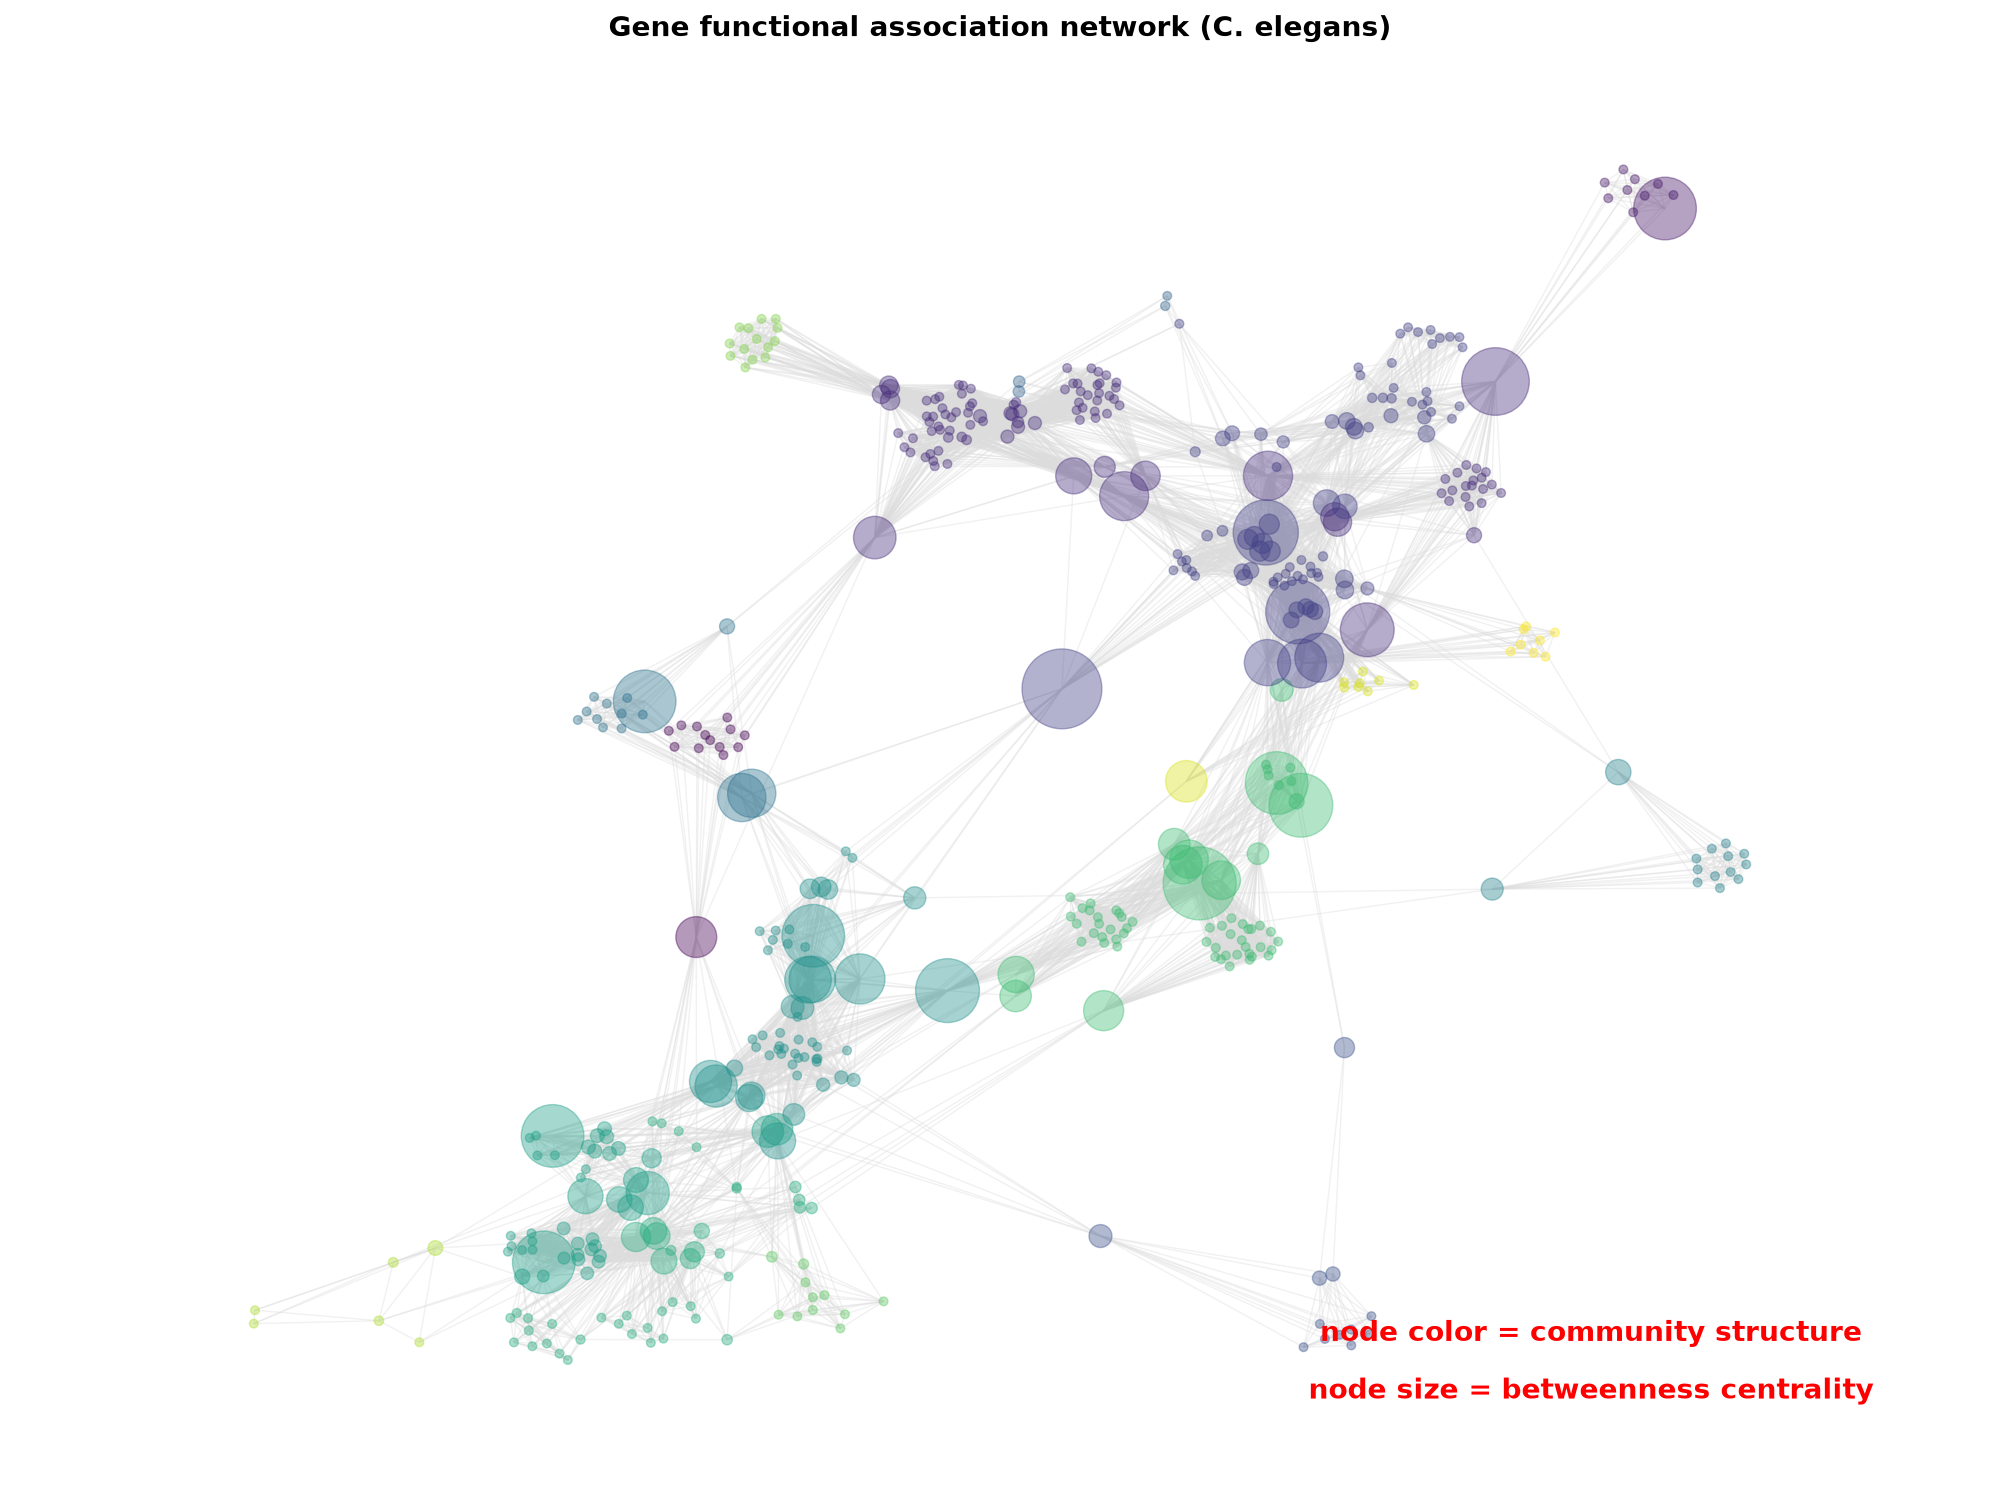 Gene functional association network (C. elegans)
node color = community structure
node size = betweenness centrality